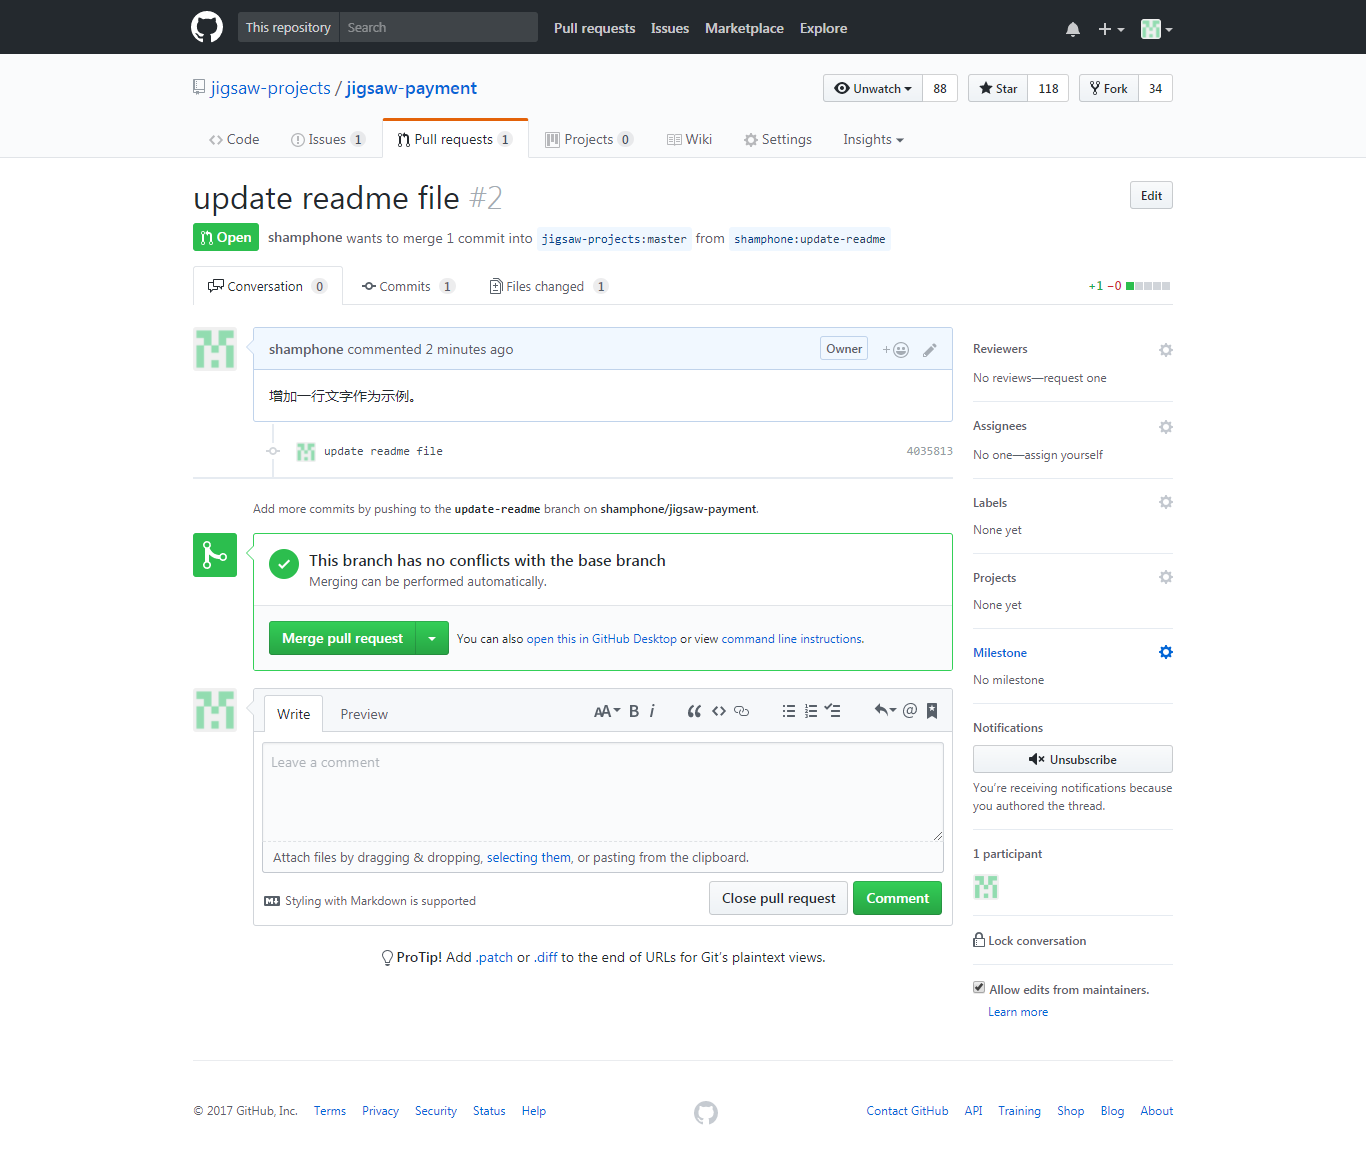 This repository Search Pull requests Issues Marketplace Explore
jigsaw-projects / jigsaw-payment Unwatch 88 Star 118 Fork 34
Code Issues 1 Pull requests 1 Projects 0 Wiki Settings Insights
update readme file #2 Edit
Open shamphone wants to merge 1 commit into jigsaw-projects:master from shamphone:update-readme
Conversation 0 Commits 1 Files changed 1 +1 −0
shamphone commented 2 minutes ago Owner
增加一行文字作为示例。
update readme file 4035813
Add more commits by pushing to the update-readme branch on shamphone/jigsaw-payment.
This branch has no conflicts with the base branch
Merging can be performed automatically.
Merge pull request You can also open this in GitHub Desktop or view command line instructions.
Write Preview AA B i
Leave a comment
Attach files by dragging & dropping, selecting them, or pasting from the clipboard.
Styling with Markdown is supported Close pull request Comment
ProTip! Add .patch or .diff to the end of URLs for Git's plaintext views.
Reviewers
No reviews—request one
Assignees
No one—assign yourself
Labels
None yet
Projects
None yet
Milestone
No milestone
Notifications
Unsubscribe
You're receiving notifications because
you authored the thread.
1 participant
Lock conversation
Allow edits from maintainers.
Learn more
© 2017 GitHub, Inc. Terms Privacy Security Status Help Contact GitHub API Training Shop Blog About